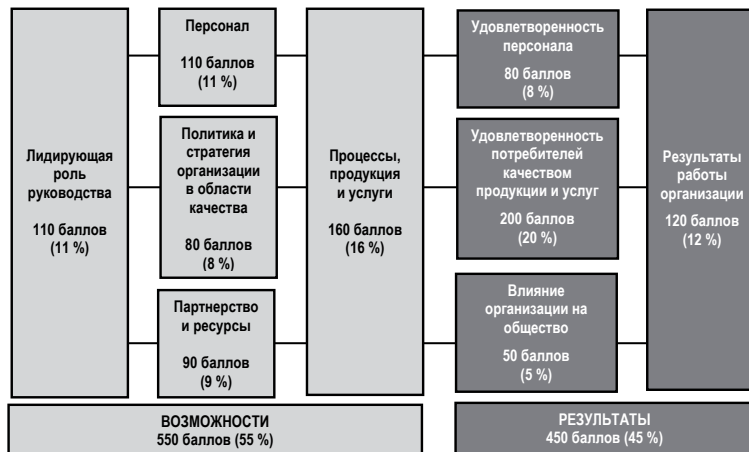 Лидирующая
роль
руководства
110 баллов
(11 %)
Персонал
110 баллов
(11 %)
Политика и
стратегия
организации
в области
качества
80 баллов
(8 %)
Партнерство
и ресурсы
90 баллов
(9 %)
Процессы,
продукция
и услуги
160 баллов
(16 %)
Удовлетворенность
персонала
80 баллов
(8 %)
Удовлетворенность
потребителей
качеством
продукции и услуг
200 баллов
(20 %)
Влияние
организации на
общество
50 баллов
(5 %)
Результаты
работы
организации
120 баллов
(12 %)
ВОЗМОЖНОСТИ
550 баллов (55 %)
РЕЗУЛЬТАТЫ
450 баллов (45 %)